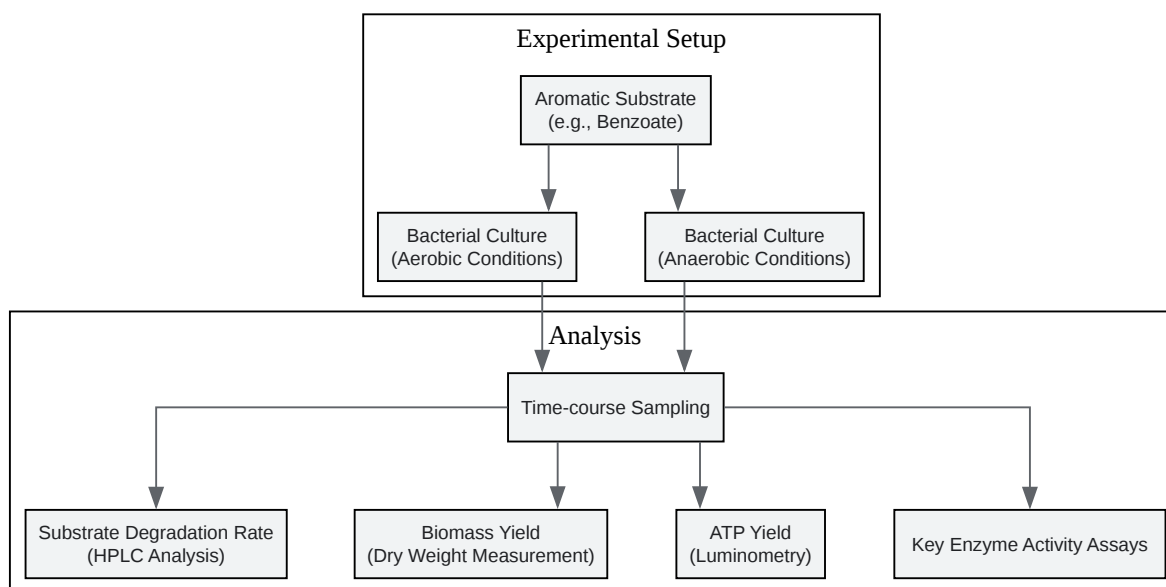 Experimental Setup
Aromatic Substrate
(e.g., Benzoate)
Bacterial Culture
(Aerobic Conditions)
Bacterial Culture
(Anaerobic Conditions)
Analysis
Time-course Sampling
Substrate Degradation Rate
(HPLC Analysis)
Biomass Yield
(Dry Weight Measurement)
ATP Yield
(Luminometry)
Key Enzyme Activity Assays